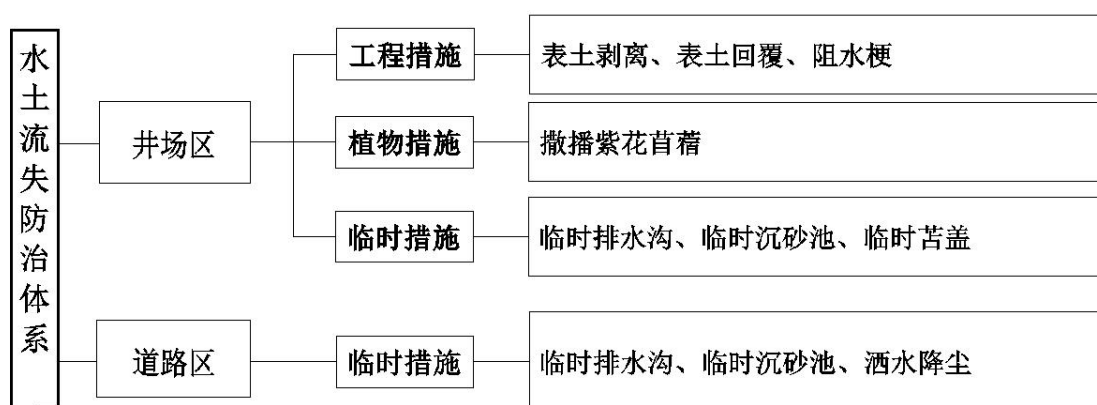 水土流失防治体系
井场区
工程措施
表土剥离、表土回覆、阻水梗
植物措施
撒播紫花苜蓿
临时措施
临时排水沟、临时沉砂池、临时苫盖
道路区
临时措施
临时排水沟、临时沉砂池、洒水降尘